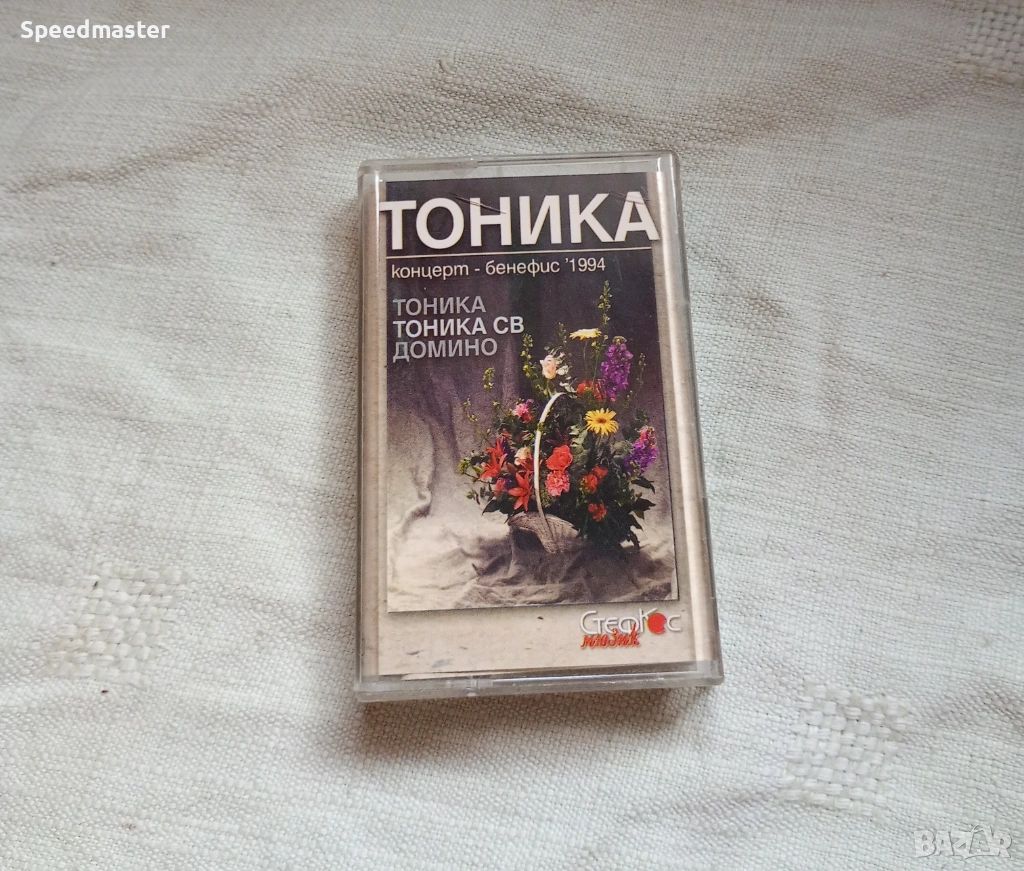 Speedmaster
ТОНИКА
концерт - бенефис '1994
ТОНИКА
ТОНИКА СВ
ДОМИНО
СтефКос
мюзик
BAZAR